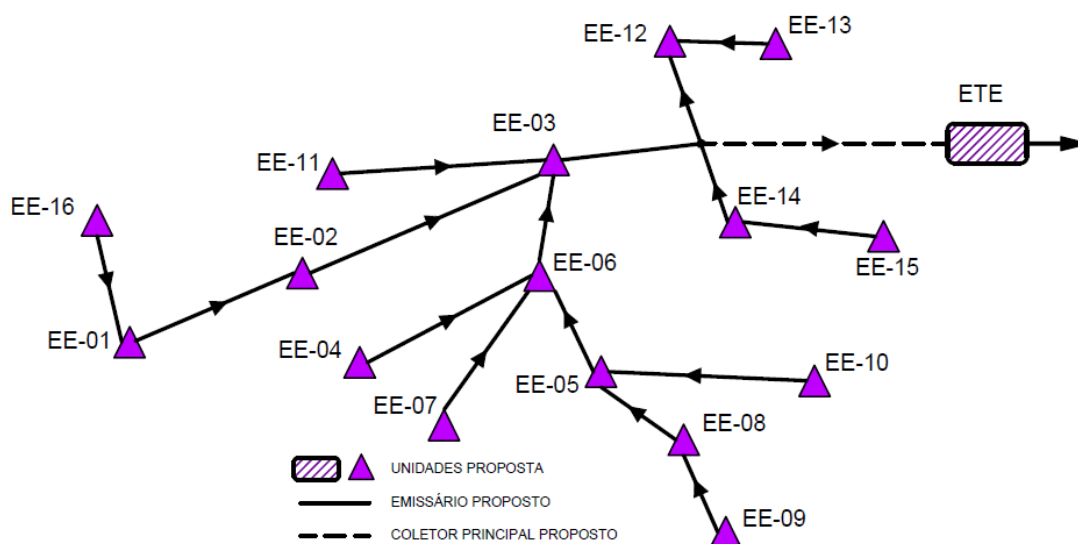 EE-12
EE-13
ETE
EE-03
EE-11
EE-16
EE-14
EE-02
EE-15
EE-06
EE-01
EE-04
EE-10
EE-05
EE-07
EE-08
UNIDADES PROPOSTA
EMISSÁRIO PROPOSTO
EE-09
COLETOR PRINCIPAL PROPOSTO